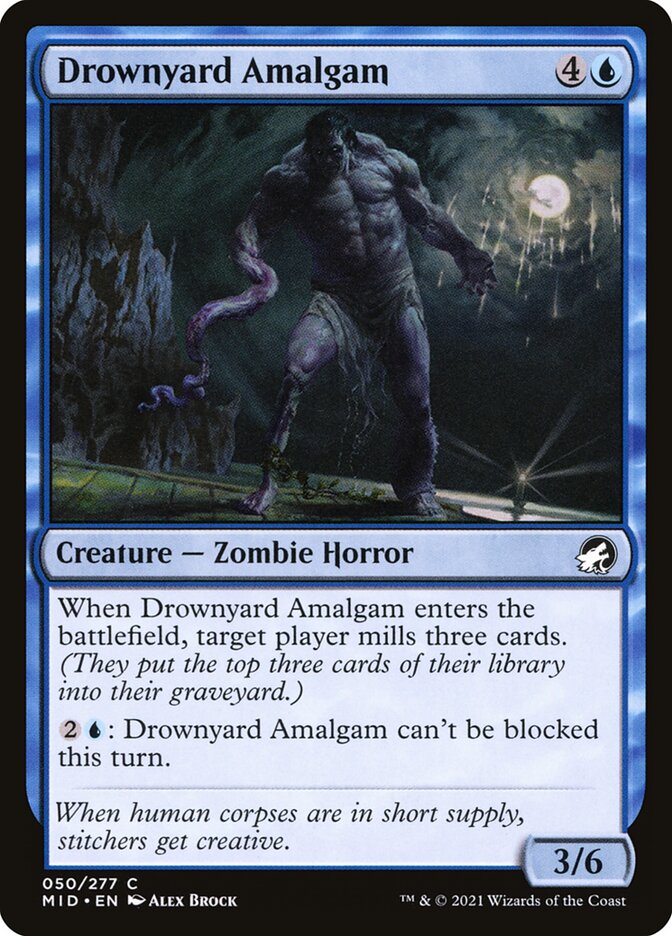 Drownyard Amalgam 4
Creature — Zombie Horror
When Drownyard Amalgam enters the
battlefield, target player mills three cards.
(They put the top three cards of their library
into their graveyard.)
2 : Drownyard Amalgam can't be blocked
this turn.
When human corpses are in short supply,
stitchers get creative.
3/6
050/277 C
MID • EN Alex Brock ™ & © 2021 Wizards of the Coast